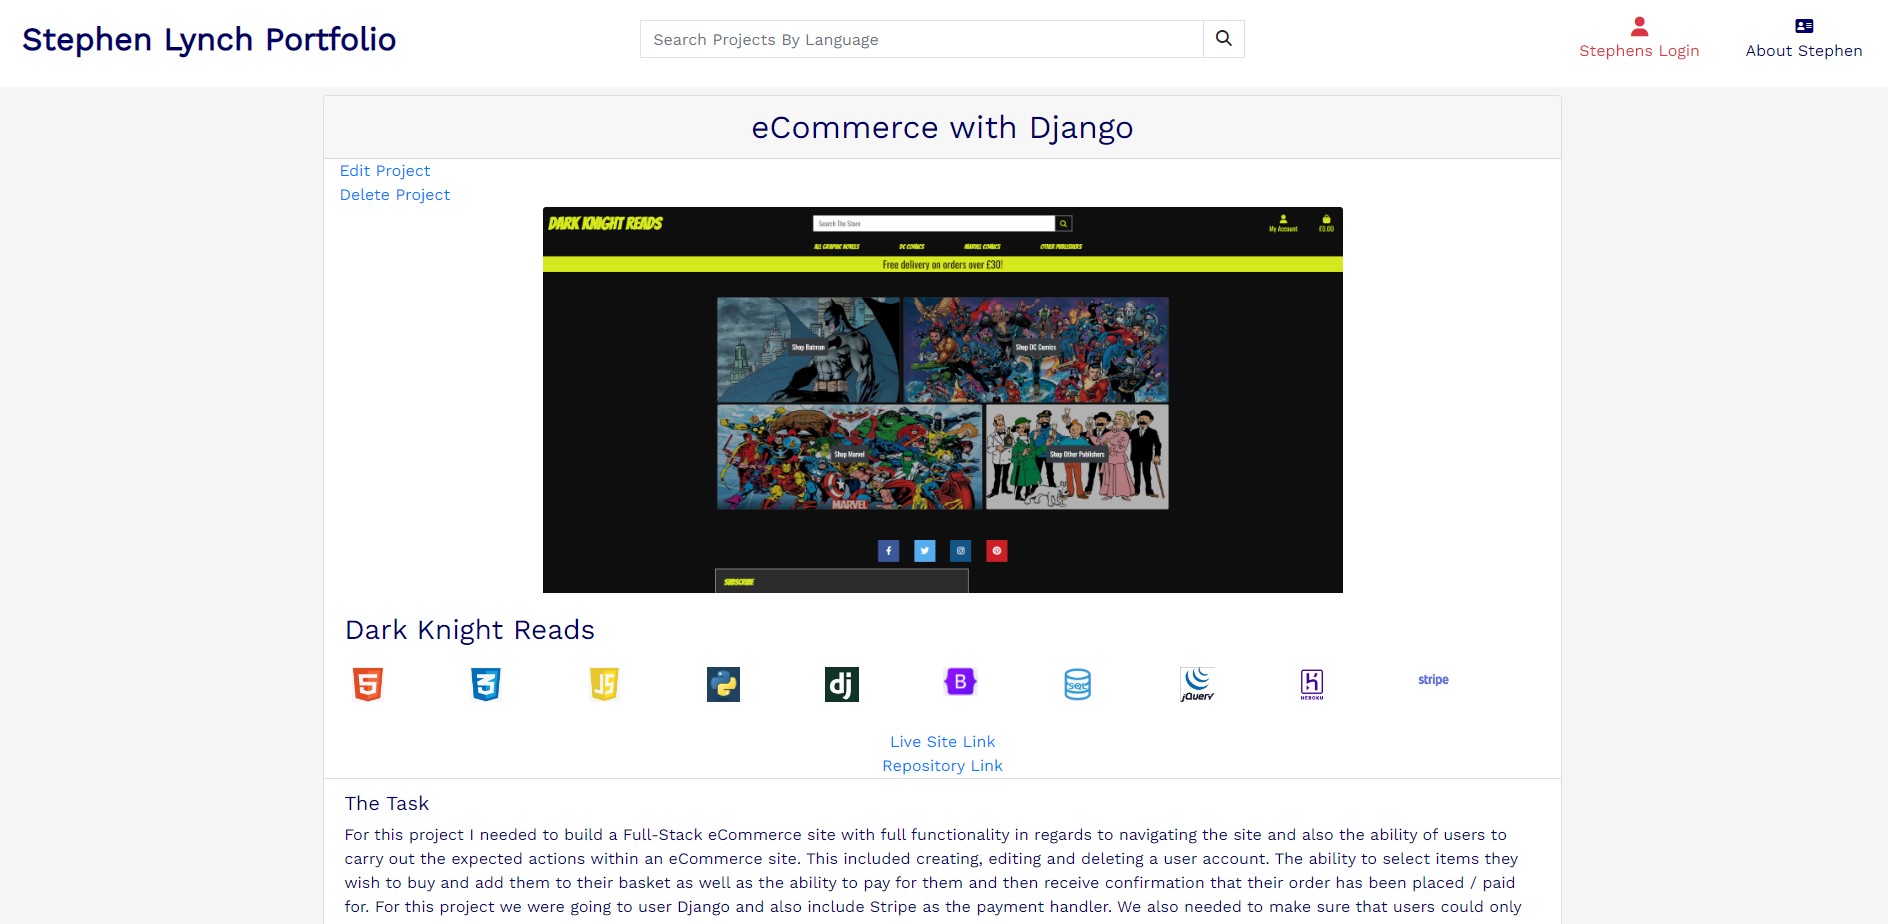 Stephen Lynch Portfolio
Search Projects By Language
Stephens Login
About Stephen
eCommerce with Django
Edit Project
Delete Project
DARK KNIGHT READS
Search The Store
My Account
£0.00
ALL GRAPHIC NOVELS
DC COMICS
MARVEL COMICS
OTHER PUBLISHERS
Free delivery on orders over £30!
Shop Batman
Shop DC Comics
Shop Marvel
MARVEL
Shop Other Publishers
SUBSCRIBE
Dark Knight Reads
5
3
JS
dj
B
SQL
jQuery
HEROKU
stripe
Live Site Link
Repository Link
The Task
For this project I needed to build a Full-Stack eCommerce site with full functionality in regards to navigating the site and also the ability of users to
carry out the expected actions within an eCommerce site. This included creating, editing and deleting a user account. The ability to select items they
wish to buy and add them to their basket as well as the ability to pay for them and then receive confirmation that their order has been placed / paid
for. For this project we were going to user Django and also include Stripe as the payment handler. We also needed to make sure that users could only